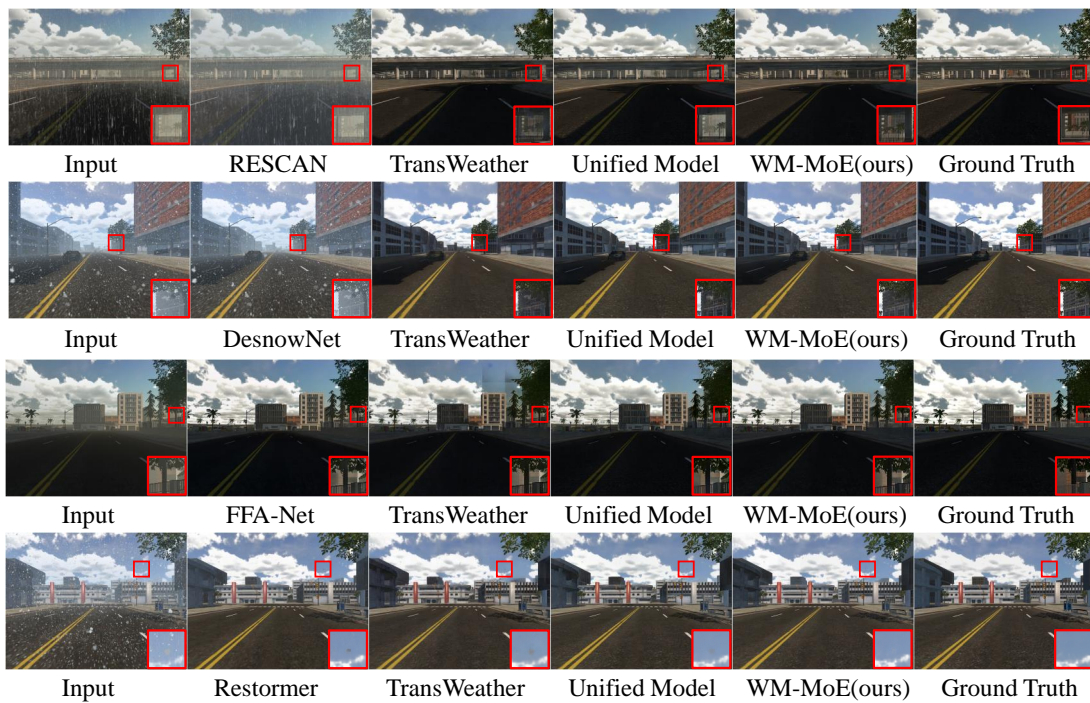 Input RESCAN TransWeather Unified Model WM-MoE(ours) Ground Truth
Input DesnowNet TransWeather Unified Model WM-MoE(ours) Ground Truth
Input FFA-Net TransWeather Unified Model WM-MoE(ours) Ground Truth
Input Restormer TransWeather Unified Model WM-MoE(ours) Ground Truth